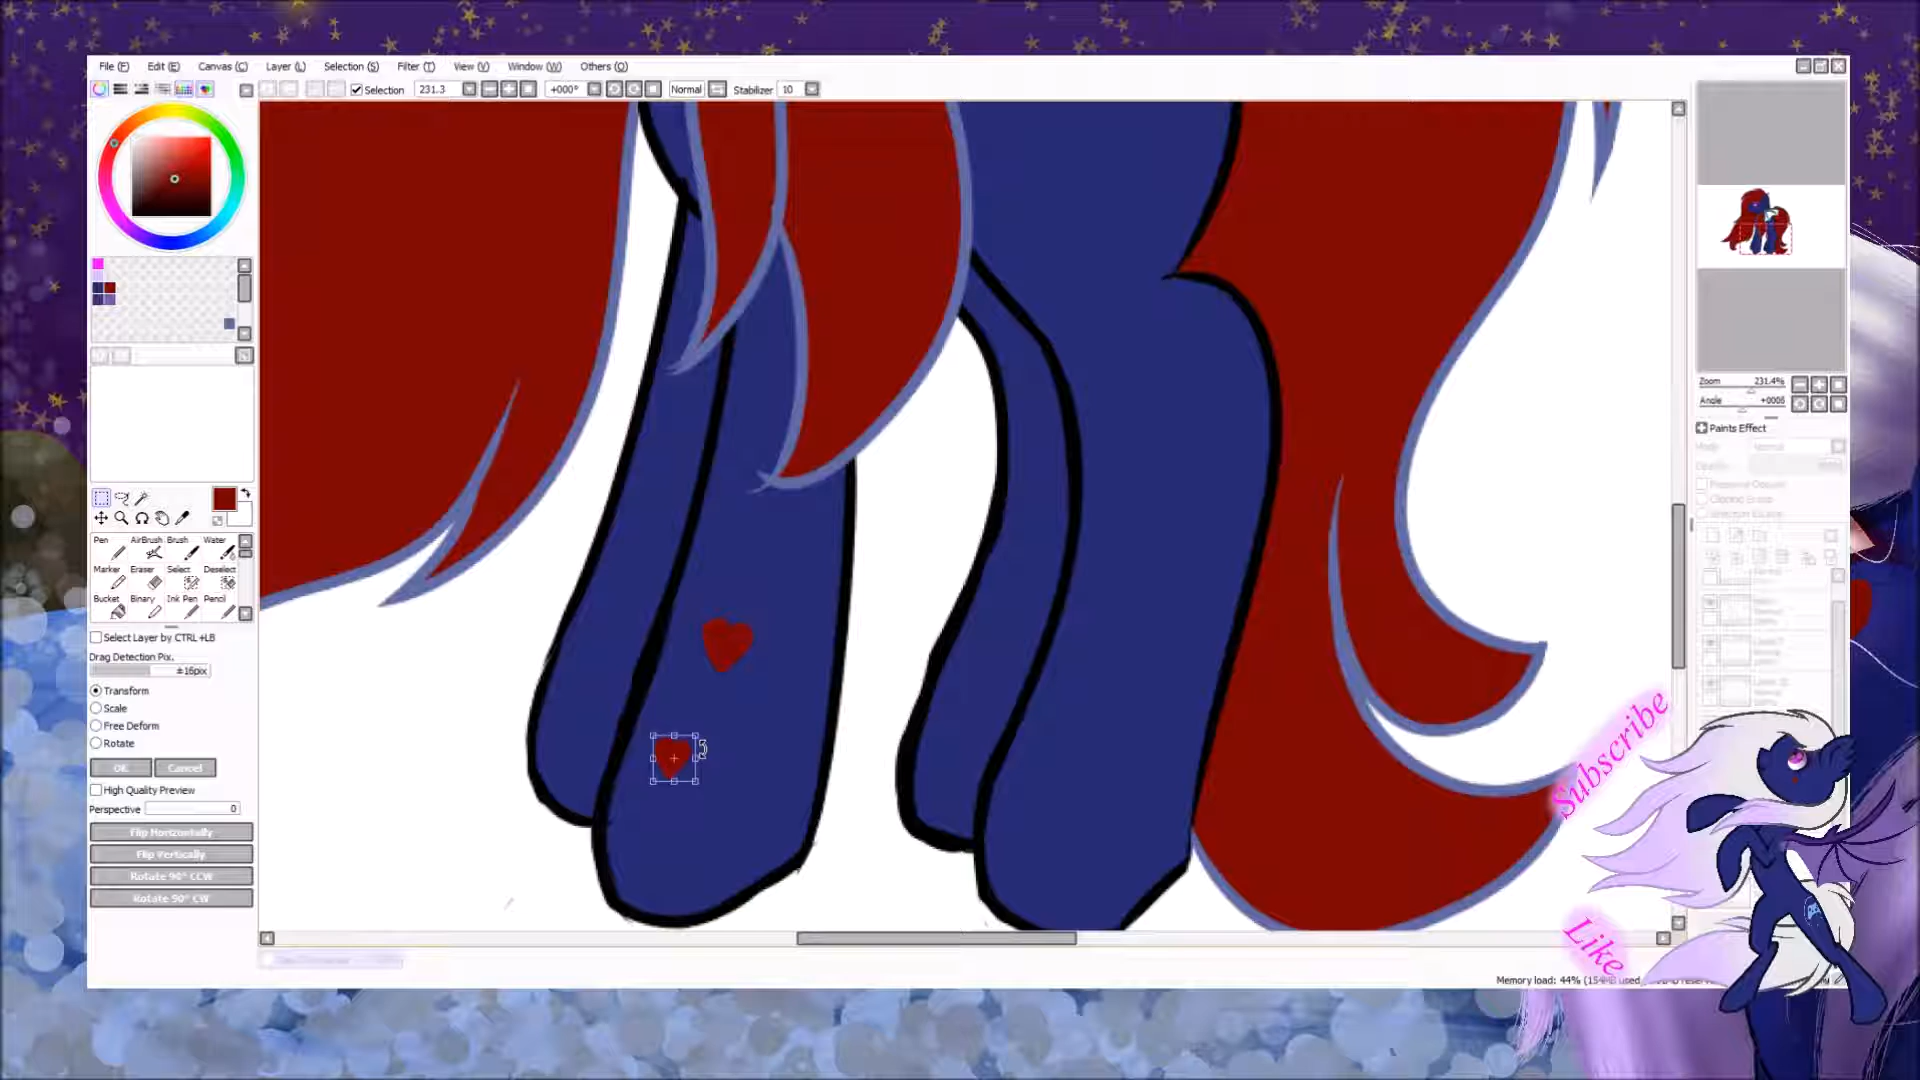 File (F) Edit (E) Canvas (C) Layer (L) Selection (S) Filter (T) View (V) Window (W) Others (O)
Selection 231.3 +000° Normal Stabilizer 10
Zoom 231.4%
Angle +000δ
Paints Effect
Pen AirBrush Brush Water
Marker Eraser Select Deselect
Bucket Binary Ink Pen Pencil
Select Layer by CTRL+LB
Drag Detection Pix.
±16pix
Transform
Scale
Free Deform
Rotate
OK Cancel
High Quality Preview
Perspective 0
Flip Horizontally
Flip Vertically
Rotate 90° CCW
Rotate 90° CW
Subscribe
Like
Memory load: 44% (154MB used